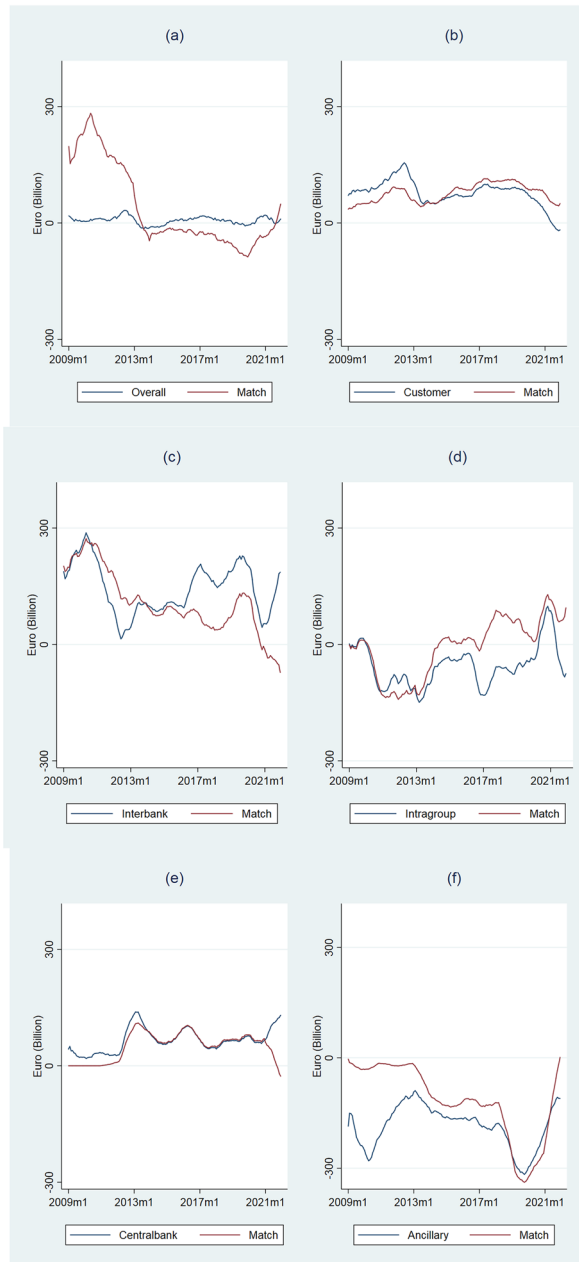 (a)
Euro (Billion)
300
0
-300
2009m1 2013m1 2017m1 2021m1
Overall Match
(b)
Euro (Billion)
300
0
-300
2009m1 2013m1 2017m1 2021m1
Customer Match
(c)
Euro (Billion)
300
0
-300
2009m1 2013m1 2017m1 2021m1
Interbank Match
(d)
Euro (Billion)
300
0
-300
2009m1 2013m1 2017m1 2021m1
Intragroup Match
(e)
Euro (Billion)
300
0
-300
2009m1 2013m1 2017m1 2021m1
Centralbank Match
(f)
Euro (Billion)
300
0
-300
2009m1 2013m1 2017m1 2021m1
Ancillary Match